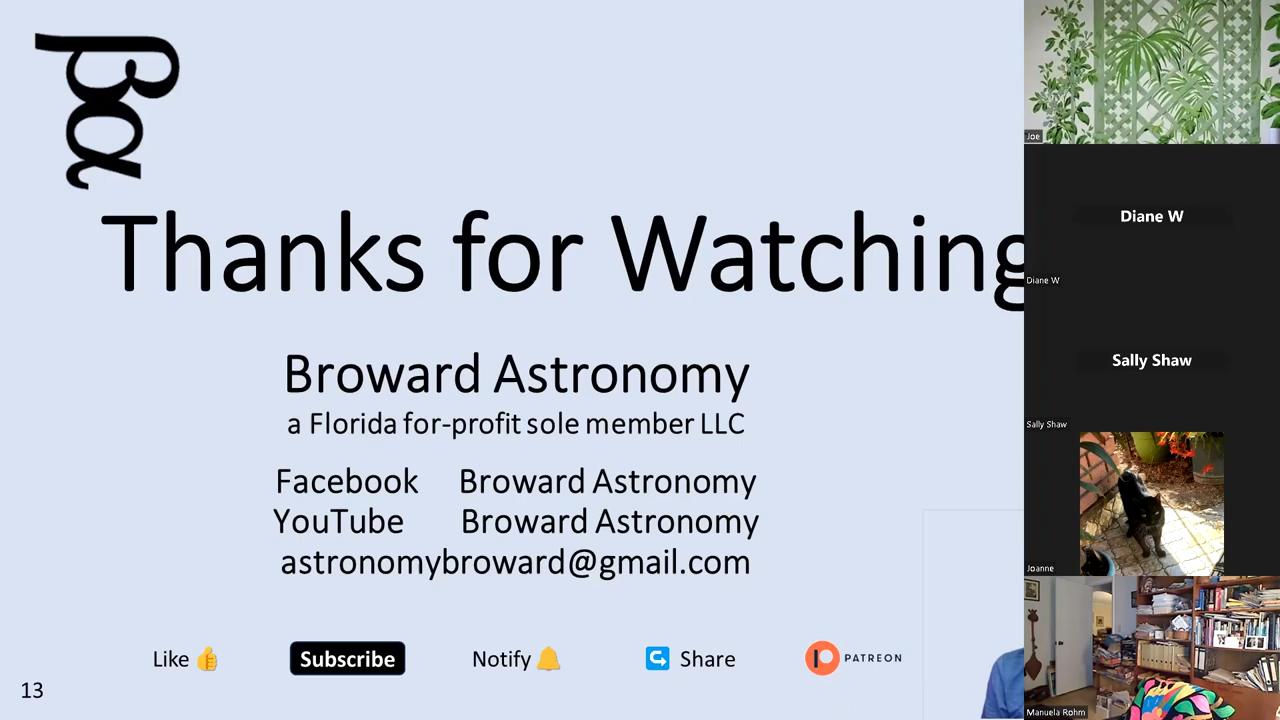 βα
Thanks for Watching
Broward Astronomy
a Florida for-profit sole member LLC
Facebook Broward Astronomy
YouTube Broward Astronomy
astronomybroward@gmail.com
Like Subscribe Notify Share PATREON
13
Joe
Diane W
Diane W
Sally Shaw
Sally Shaw
Joanne
Manuela Rohm